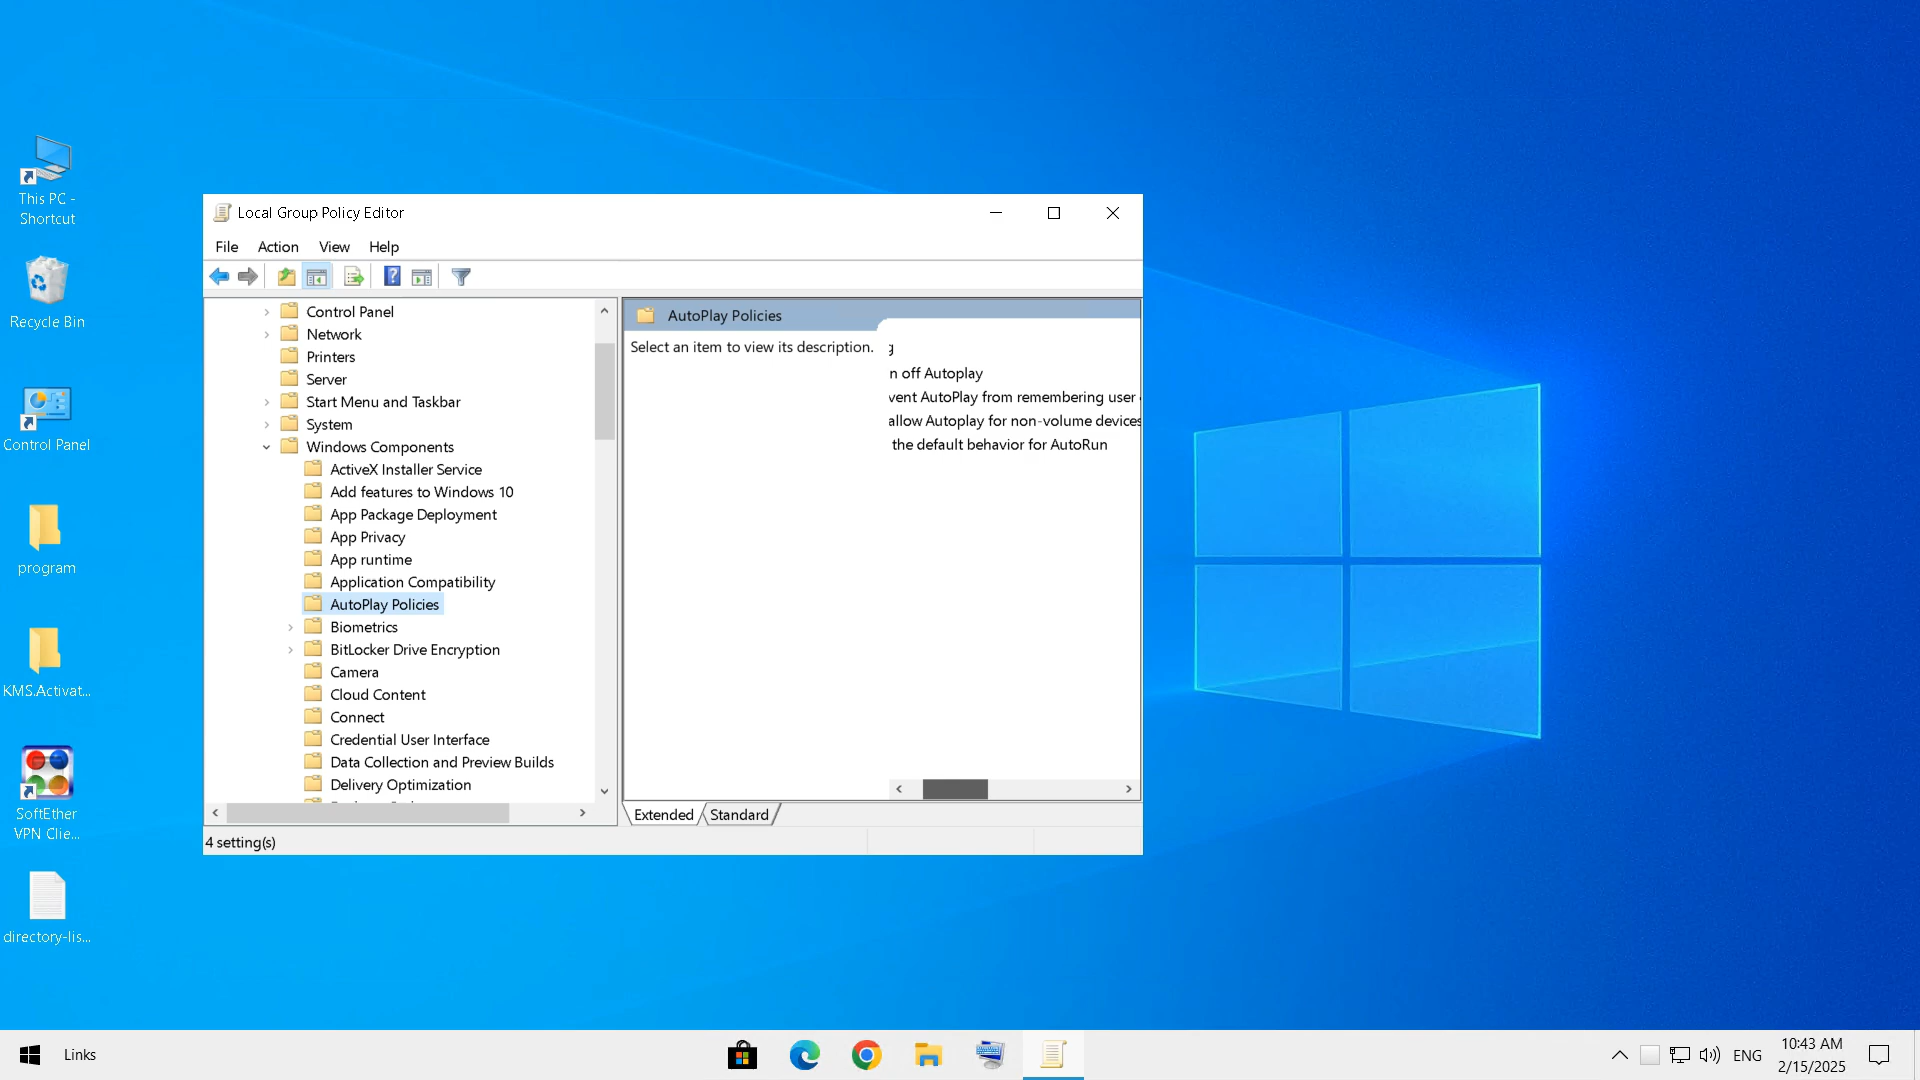 This PC -
Shortcut
Recycle Bin
Control Panel
program
KMS.Activat...
SoftEther
VPN Clie...
directory-lis...
Local Group Policy Editor
File Action View Help
Control Panel
Network
Printers
Server
Start Menu and Taskbar
System
Windows Components
ActiveX Installer Service
Add features to Windows 10
App Package Deployment
App Privacy
App runtime
Application Compatibility
AutoPlay Policies
Biometrics
BitLocker Drive Encryption
Camera
Cloud Content
Connect
Credential User Interface
Data Collection and Preview Builds
Delivery Optimization
AutoPlay Policies
Select an item to view its description.
g
n off Autoplay
vent AutoPlay from remembering user
allow Autoplay for non-volume devices
the default behavior for AutoRun
Extended Standard
4 setting(s)
Links
ENG
10:43 AM
2/15/2025